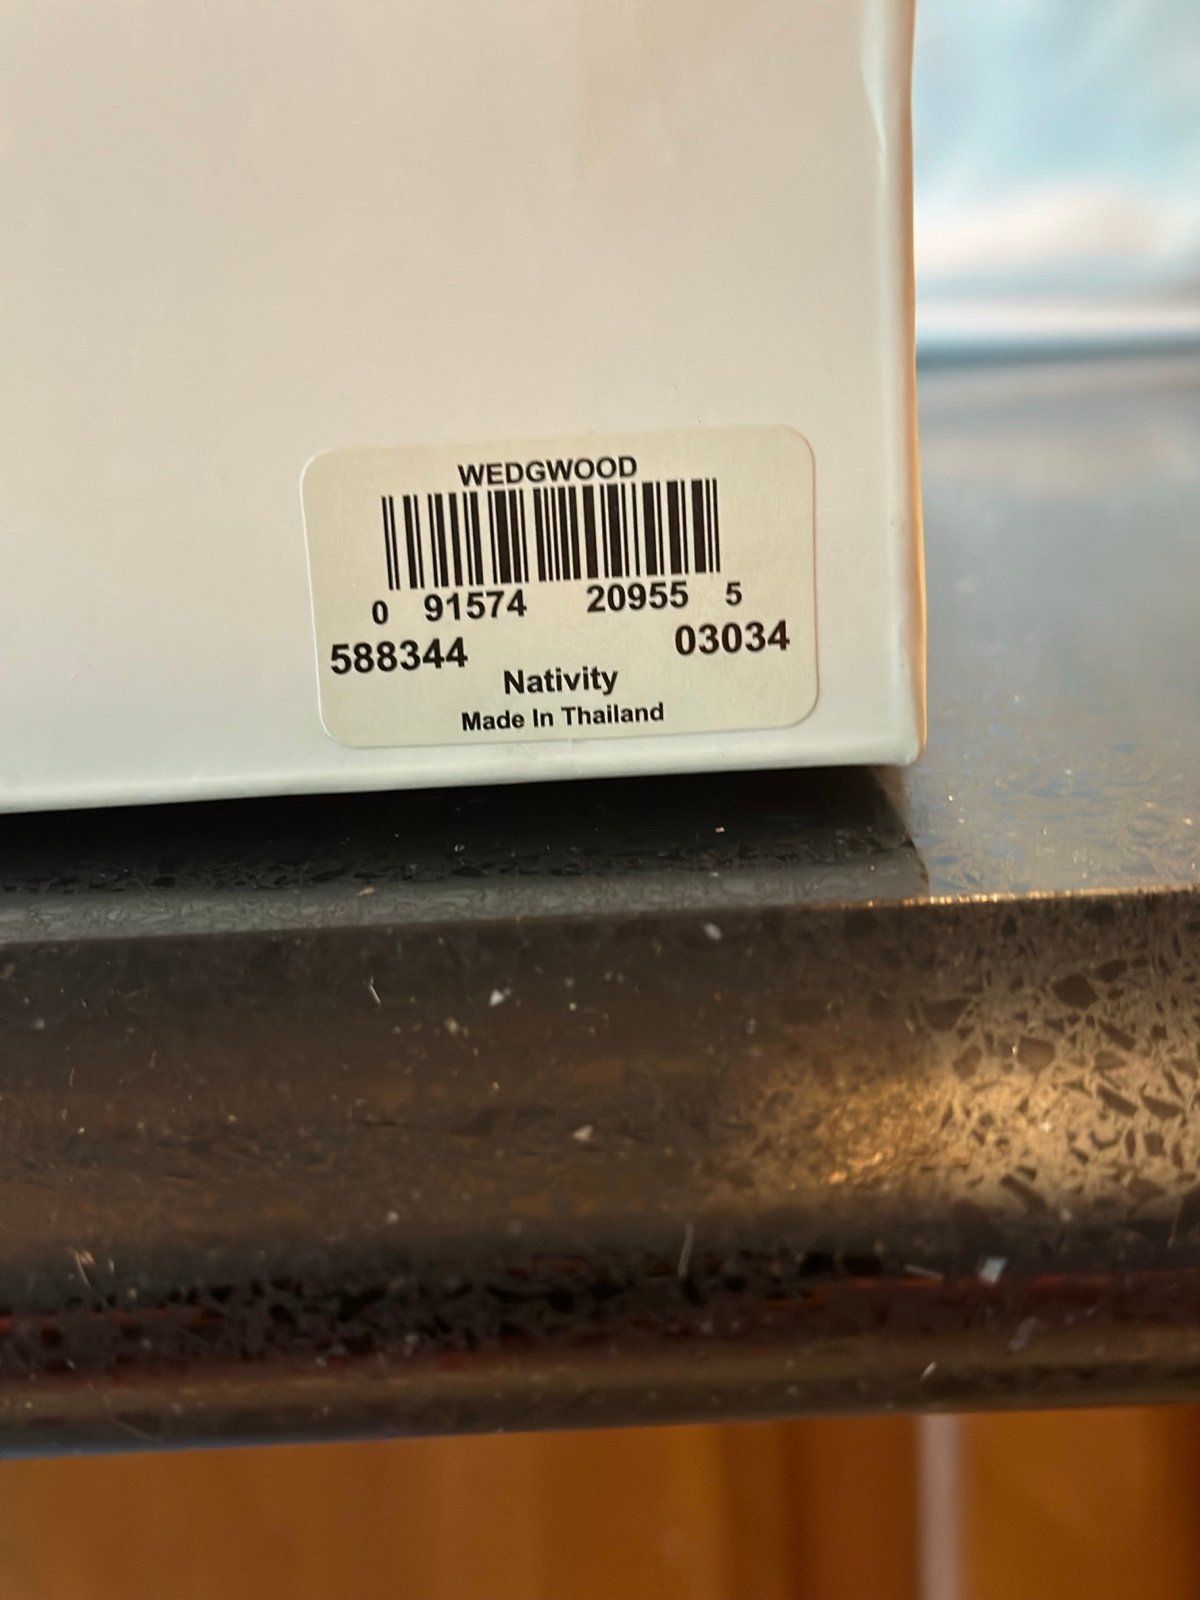 WEDGWOOD
0 91574 20955 5
588344 03034
Nativity
Made In Thailand